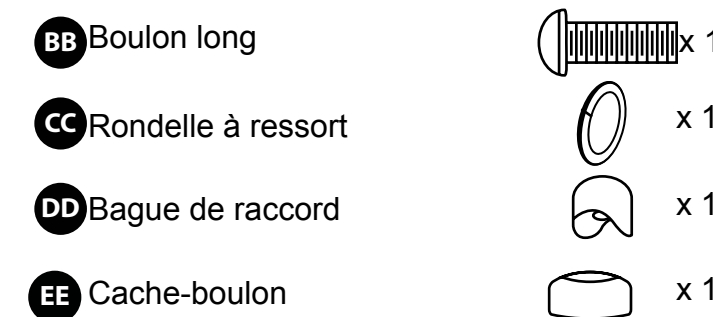 BB Boulon long x 1
CC Rondelle à ressort x 1
DD Bague de raccord x 1
EE Cache-boulon x 1